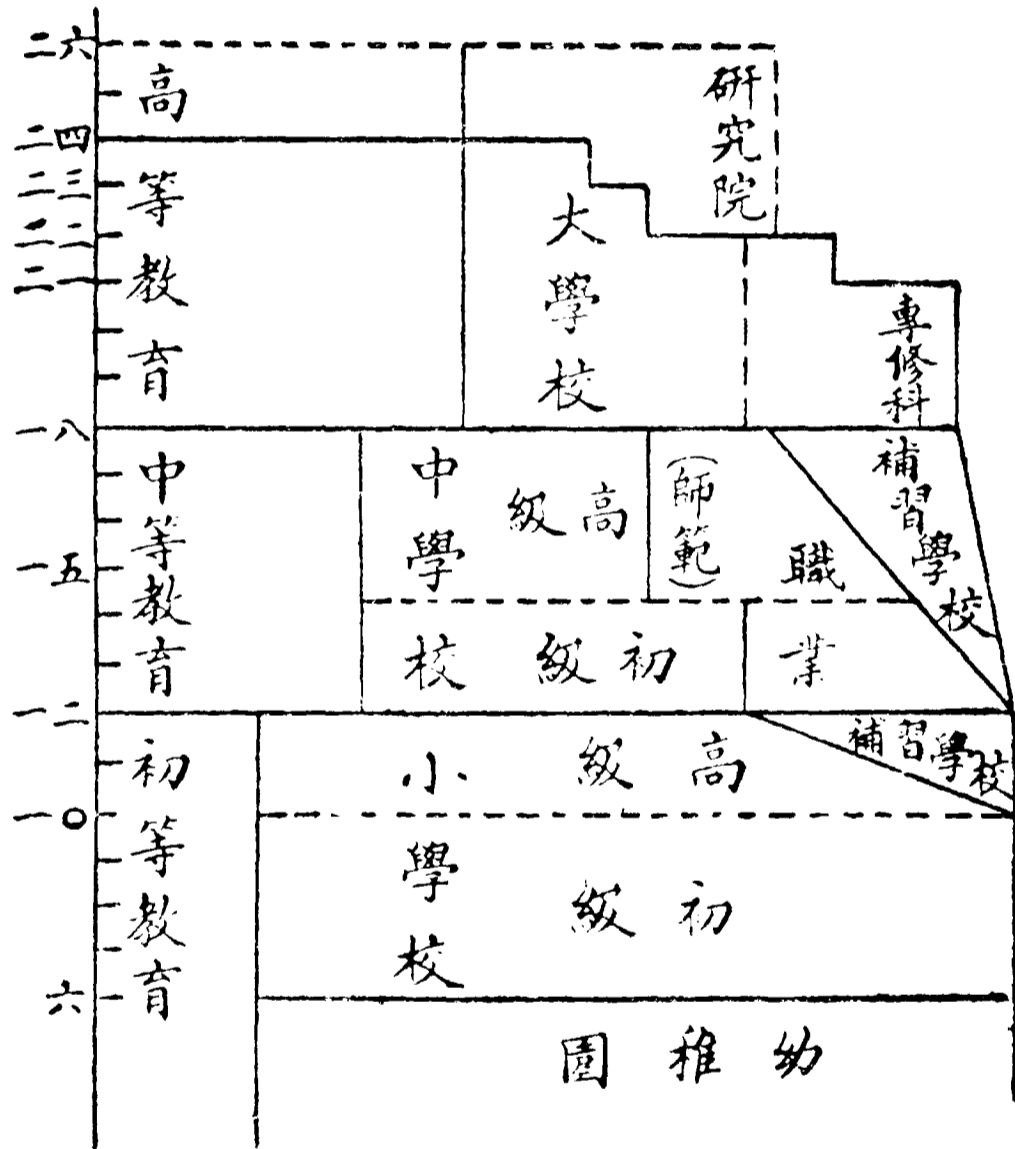 二六
二四
二三
二二
二一
一八
一五
一二
一〇
六
高等教育
中等教育
初等教育
研究院
大學校
專修科
中學校
高級
初級
(師範)
職業
補習學校
小學校
高級
初級
補習學校
幼稚園